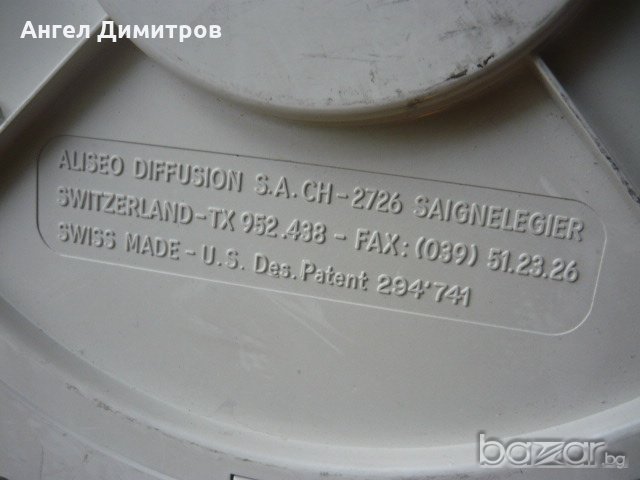 Ангел Димитров
ALISEO DIFFUSION S.A. CH-2726 SAIGNELEGIER
SWITZERLAND-TX 952.438 - FAX: (039) 51.23.26
SWISS MADE - U.S. Des. Patent 294'741
bazar.bg